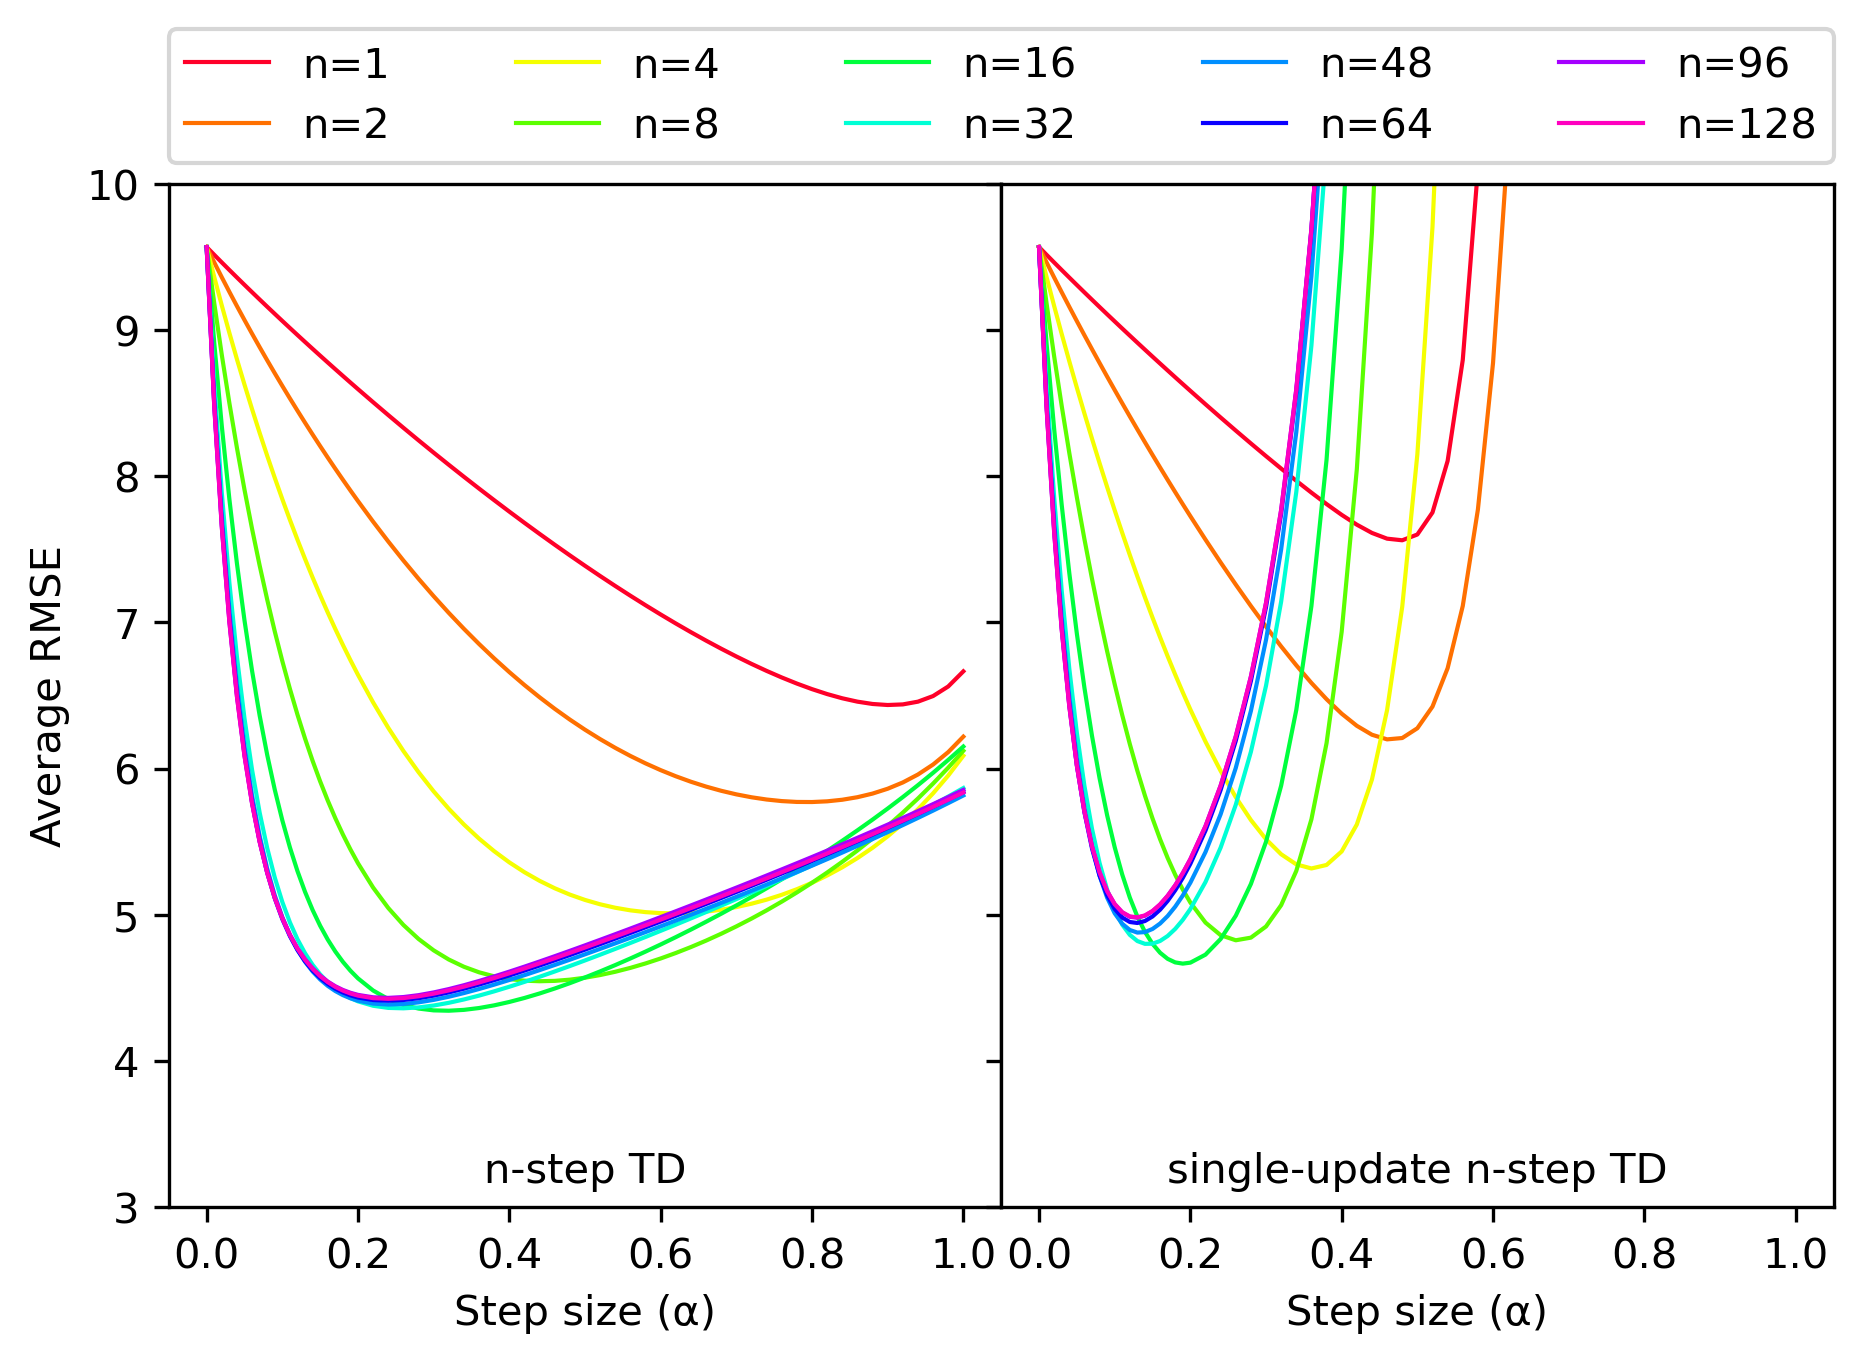 n=1 n=4 n=16 n=48 n=96
n=2 n=8 n=32 n=64 n=128
Average RMSE
10
9
8
7
6
5
4
3
n-step TD single-update n-step TD
0.0 0.2 0.4 0.6 0.8 1.0 0.0 0.2 0.4 0.6 0.8 1.0
Step size (α) Step size (α)